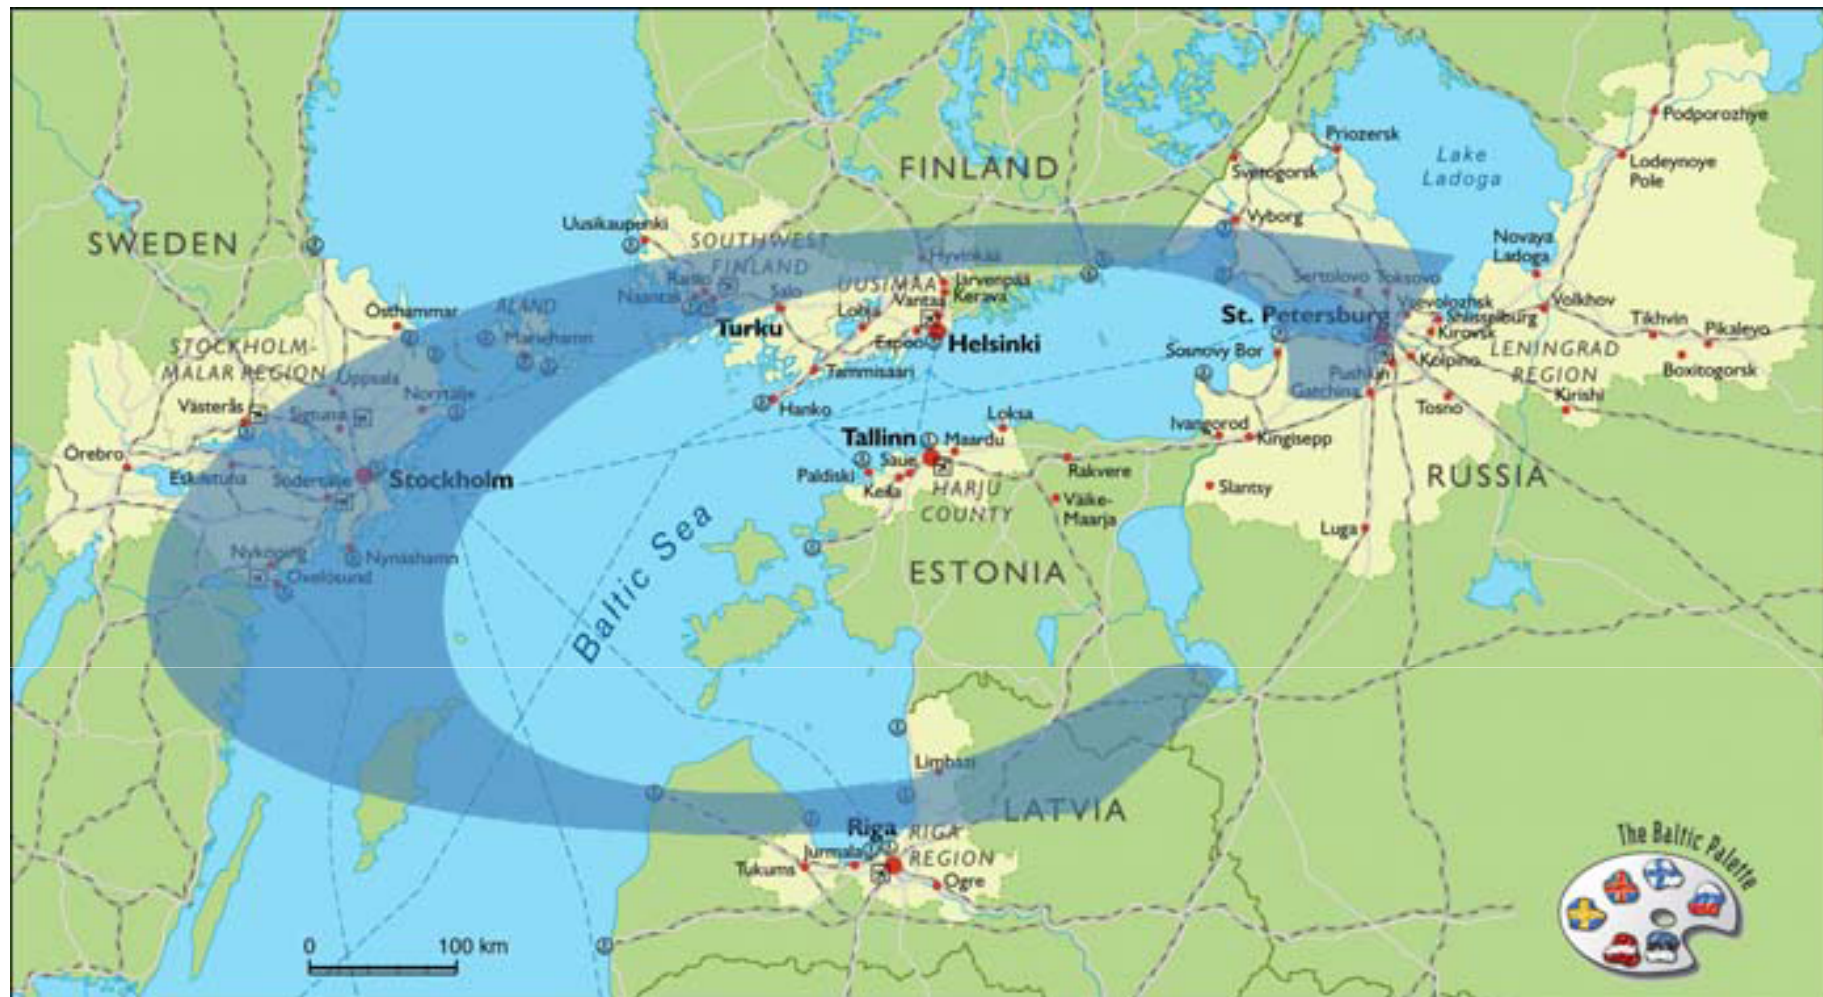 Podporozhye
Priozersk
Lake
Ladoga
Lodeynoye
Pole
FINLAND
Svetogorsk
Vyborg
Uusikaupunki
SWEDEN
SOUTHWEST
FINLAND
Hyvinkää
Novaya
Ladoga
Raisio
Naantali
Salo
UUSIMAA
Järvenpää
Kerava
Vantaa
Sertolovo
Toksovo
Östhammar
ÅLAND
Mariehamn
Turku
Lohja
Espoo
Helsinki
St. Petersburg
Vsevolozhsk
Shlisselburg
Kirovsk
Volkhov
Tikhvin
Pikaleyo
STOCKHOLM-
MALAR REGION
Sosnovy Bor
Kolpino
LENINGRAD
REGION
Boxitogorsk
Uppsala
Tammisaari
Pushkin
Gatchina
Norrtälje
Västerås
Sigtuna
Hanko
Loksa
Tosno
Kirishi
Ivangorod
Kingisepp
Tallinn
Maardu
Örebro
Eskilstuna
Södertälje
Stockholm
Paldiski
Saue
Keila
HARJU
COUNTY
Rakvere
Väike-
Maarja
Slantsy
RUSSIA
Luga
Baltic Sea
Nyköping
Oxelösund
Nynäshamn
ESTONIA
Limbazi
LATVIA
Riga
RIGA
REGION
Jurmala
Tukums
Ogre
The Baltic Palette
0 100 km